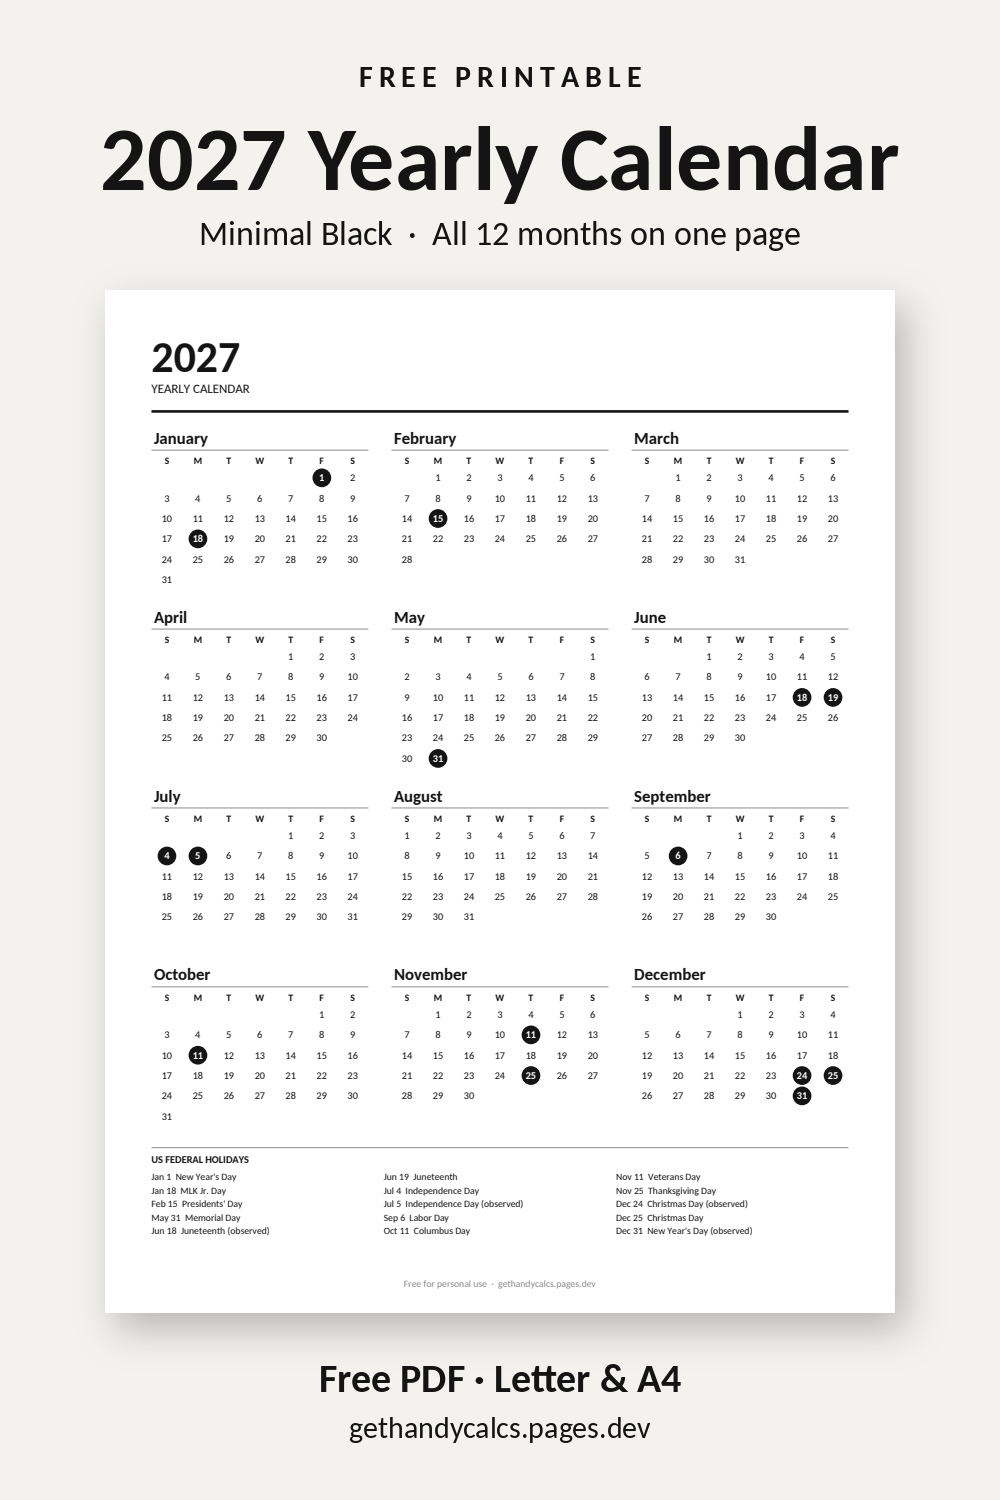 FREE PRINTABLE
2027 Yearly Calendar
Minimal Black · All 12 months on one page
2027
YEARLY CALENDAR
January
S M T W T F S
1 2
3 4 5 6 7 8 9
10 11 12 13 14 15 16
17 18 19 20 21 22 23
24 25 26 27 28 29 30
31
February
S M T W T F S
1 2 3 4 5 6
7 8 9 10 11 12 13
14 15 16 17 18 19 20
21 22 23 24 25 26 27
28
March
S M T W T F S
1 2 3 4 5 6
7 8 9 10 11 12 13
14 15 16 17 18 19 20
21 22 23 24 25 26 27
28 29 30 31
April
S M T W T F S
1 2 3
4 5 6 7 8 9 10
11 12 13 14 15 16 17
18 19 20 21 22 23 24
25 26 27 28 29 30
May
S M T W T F S
1
2 3 4 5 6 7 8
9 10 11 12 13 14 15
16 17 18 19 20 21 22
23 24 25 26 27 28 29
30 31
June
S M T W T F S
1 2 3 4 5
6 7 8 9 10 11 12
13 14 15 16 17 18 19
20 21 22 23 24 25 26
27 28 29 30
July
S M T W T F S
1 2 3
4 5 6 7 8 9 10
11 12 13 14 15 16 17
18 19 20 21 22 23 24
25 26 27 28 29 30 31
August
S M T W T F S
1 2 3 4 5 6 7
8 9 10 11 12 13 14
15 16 17 18 19 20 21
22 23 24 25 26 27 28
29 30 31
September
S M T W T F S
1 2 3 4
5 6 7 8 9 10 11
12 13 14 15 16 17 18
19 20 21 22 23 24 25
26 27 28 29 30
October
S M T W T F S
1 2
3 4 5 6 7 8 9
10 11 12 13 14 15 16
17 18 19 20 21 22 23
24 25 26 27 28 29 30
31
November
S M T W T F S
1 2 3 4 5 6
7 8 9 10 11 12 13
14 15 16 17 18 19 20
21 22 23 24 25 26 27
28 29 30
December
S M T W T F S
1 2 3 4
5 6 7 8 9 10 11
12 13 14 15 16 17 18
19 20 21 22 23 24 25
26 27 28 29 30 31
US FEDERAL HOLIDAYS
Jan 1 New Year's Day
Jan 18 MLK Jr. Day
Feb 15 Presidents' Day
May 31 Memorial Day
Jun 18 Juneteenth (observed)
Jun 19 Juneteenth
Jul 4 Independence Day
Jul 5 Independence Day (observed)
Sep 6 Labor Day
Oct 11 Columbus Day
Nov 11 Veterans Day
Nov 25 Thanksgiving Day
Dec 24 Christmas Day (observed)
Dec 25 Christmas Day
Dec 31 New Year's Day (observed)
Free for personal use · gethandycalcs.pages.dev
Free PDF · Letter & A4
gethandycalcs.pages.dev